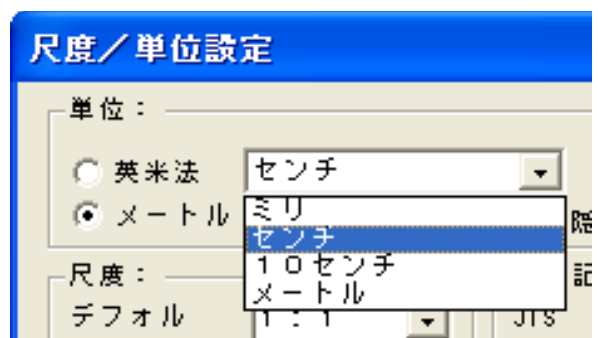 尺度／単位設定
単位：
英米法
センチ
メートル
ミリ
センチ
１０センチ
メートル
尺度：
デフォル
１：１
JIS